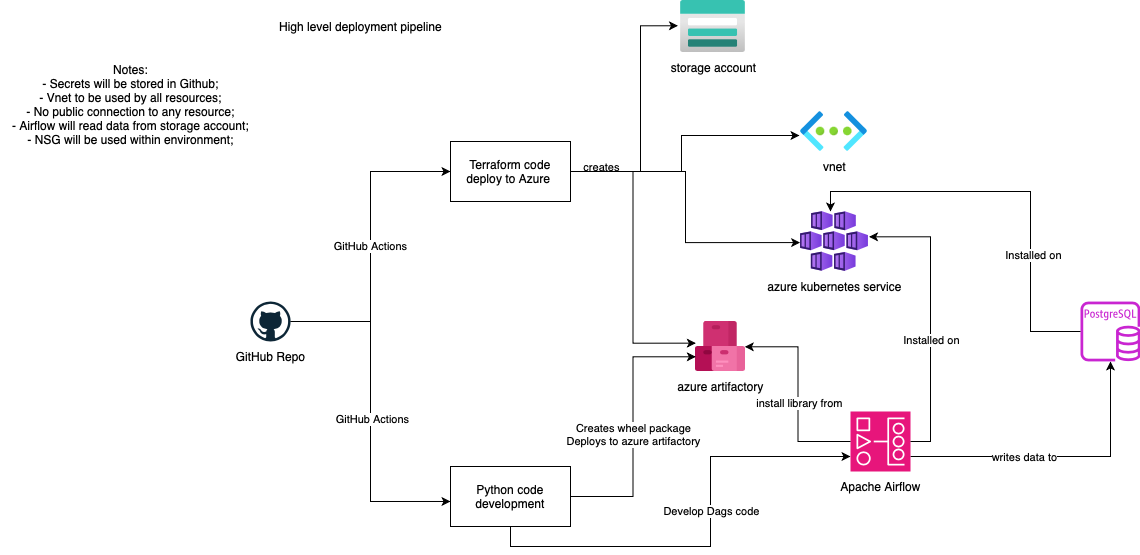 High level deployment pipeline
Notes:
- Secrets will be stored in Github;
- Vnet to be used by all resources;
- No public connection to any resource;
- Airflow will read data from storage account;
- NSG will be used within environment;
storage account
Terraform code
deploy to Azure
creates
vnet
GitHub Actions
azure kubernetes service
Installed on
PostgreSQL
GitHub Repo
Installed on
azure artifactory
install library from
GitHub Actions
Creates wheel package
Deploys to azure artifactory
writes data to
Apache Airflow
Python code
development
Develop Dags code